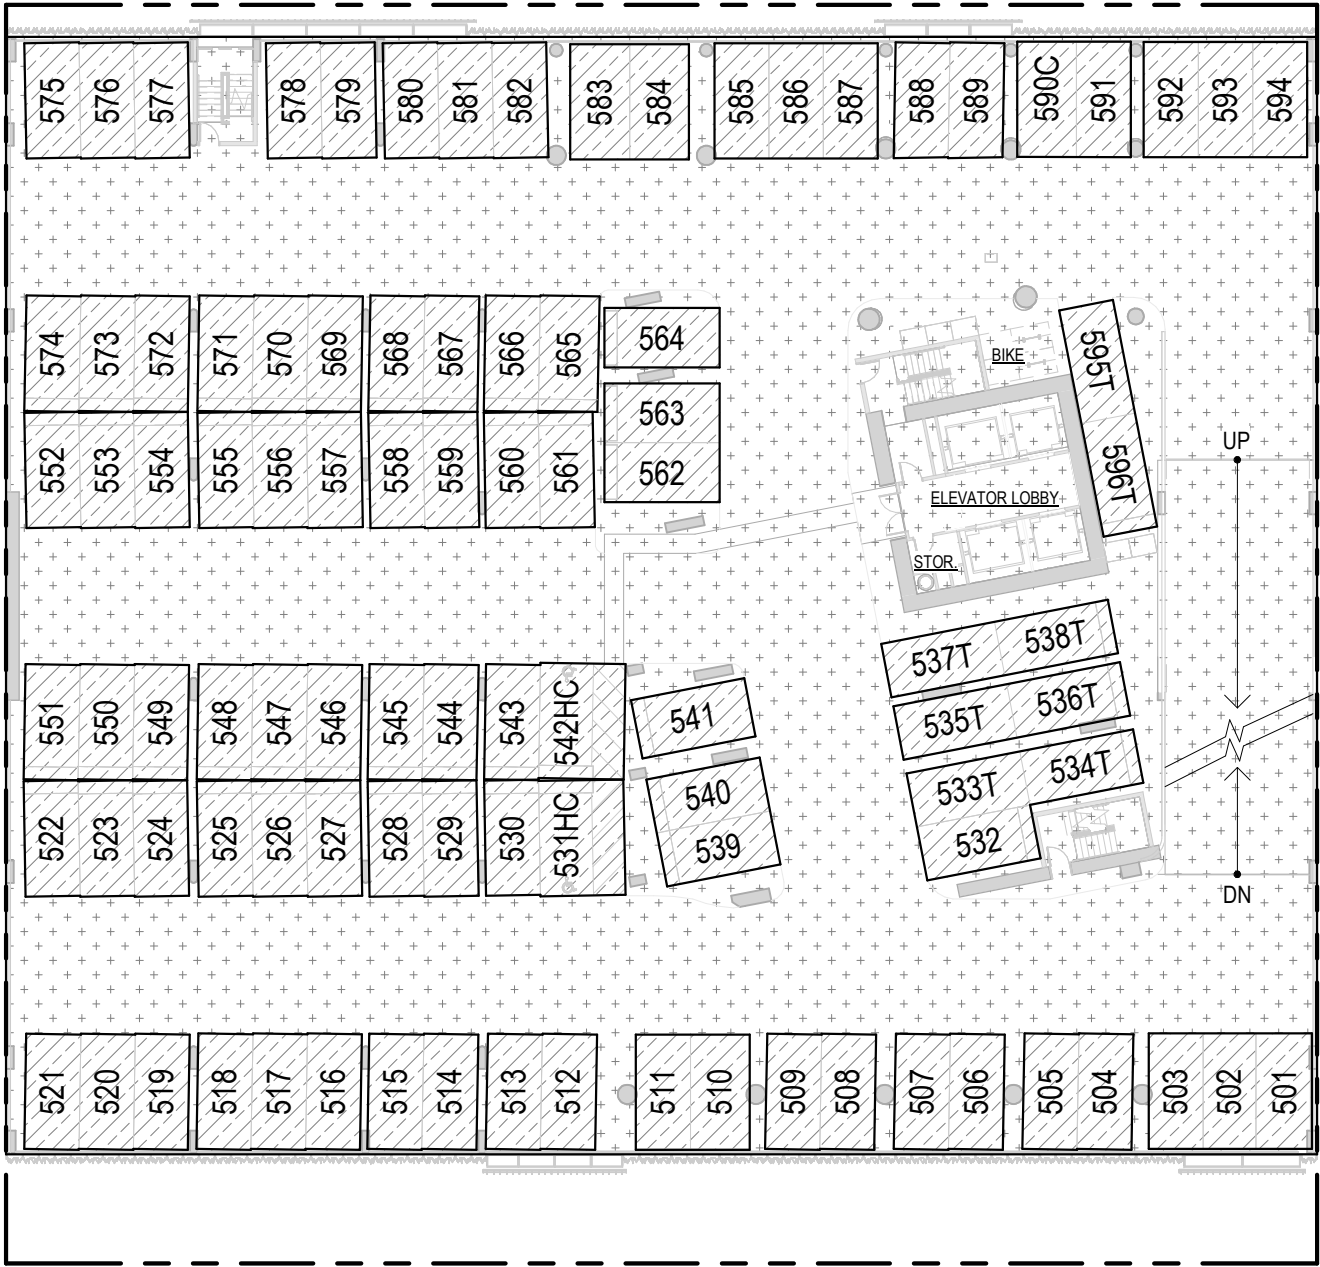 575 576 577 578 579 580 581 582 583 584 585 586 587 588 589 590C 591 592 593 594
574 573 572 571 570 569 568 567 566 565 564
563
552 553 554 555 556 557 558 559 560 561 562
BIKE
595T
596T
UP
ELEVATOR LOBBY
STOR.
537T 538T
535T 536T
533T 534T
532
551 550 549 548 547 546 545 544 543 542HC 541
540
522 523 524 525 526 527 528 529 530 531HC 539
DN
521 520 519 518 517 516 515 514 513 512 511 510 509 508 507 506 505 504 503 502 501